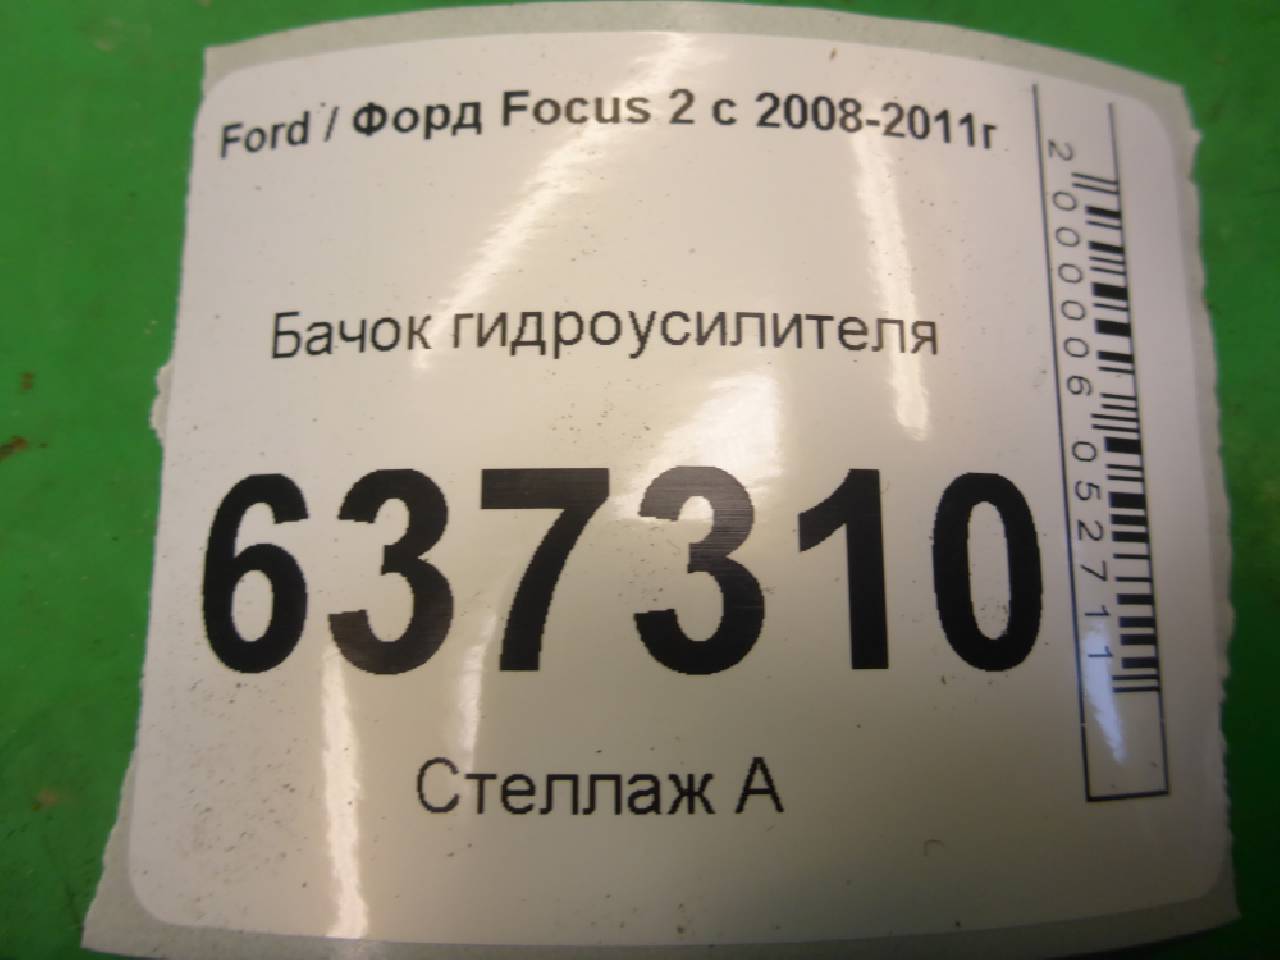 Ford / Форд Focus 2 с 2008-2011г
Бачок гидроусилителя
637310
Стеллаж А
2000006052711